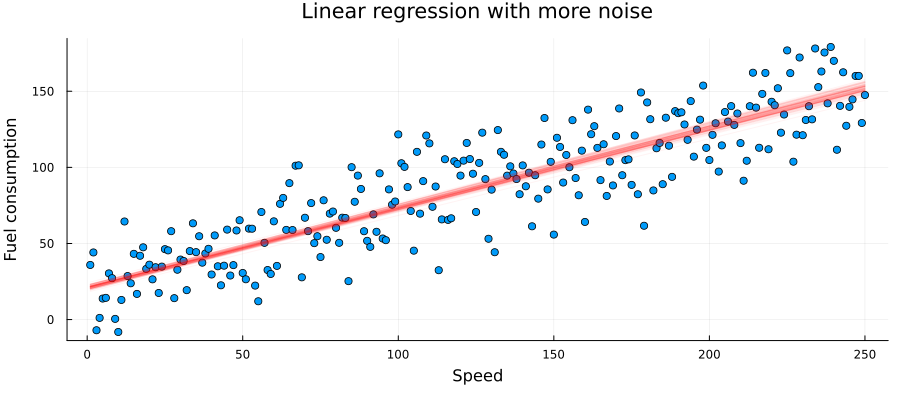 Linear regression with more noise
150
100
50
0
Fuel consumption
0 50 100 150 200 250
Speed